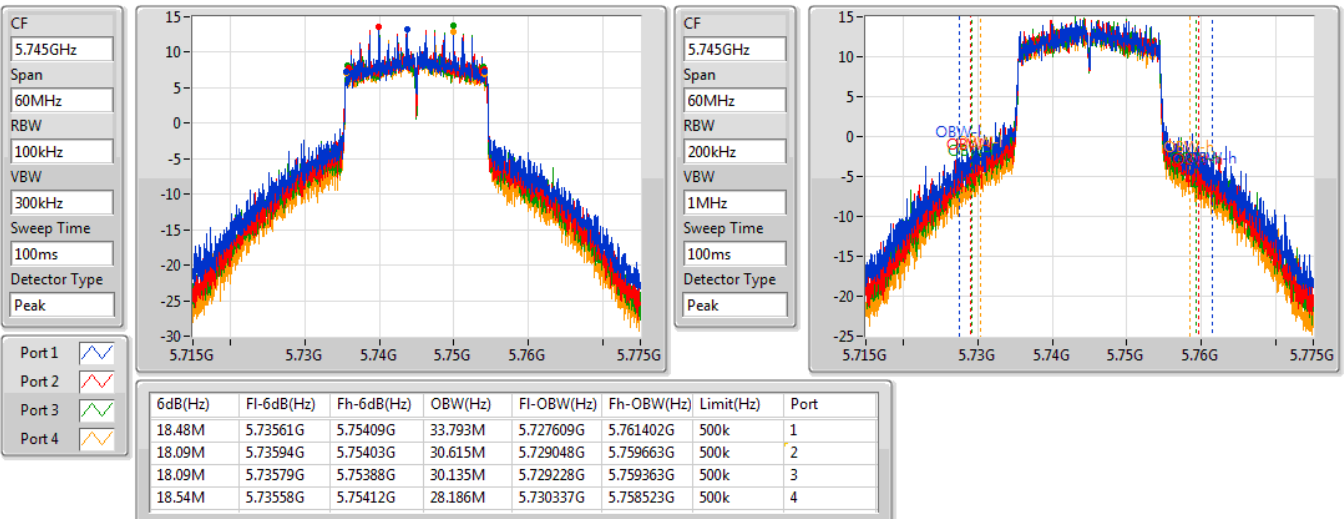 CF
5.745GHz
Span
60MHz
RBW
100kHz
VBW
300kHz
Sweep Time
100ms
Detector Type
Peak
15
10
5
0
-5
-10
-15
-20
-25
-30
5.715G 5.73G 5.74G 5.75G 5.76G 5.775G
CF
5.745GHz
Span
60MHz
RBW
200kHz
VBW
1MHz
Sweep Time
100ms
Detector Type
Peak
15
10
5
0
-5
-10
-15
-20
-25
OBW-l
5.715G 5.73G 5.74G 5.75G 5.76G 5.775G
Port 1
Port 2
Port 3
Port 4
6dB(Hz) Fl-6dB(Hz) Fh-6dB(Hz) OBW(Hz) Fl-OBW(Hz) Fh-OBW(Hz) Limit(Hz) Port
18.48M 5.73561G 5.75409G 33.793M 5.727609G 5.761402G 500k 1
18.09M 5.73594G 5.75403G 30.615M 5.729048G 5.759663G 500k 2
18.09M 5.73579G 5.75388G 30.135M 5.729228G 5.759363G 500k 3
18.54M 5.73558G 5.75412G 28.186M 5.730337G 5.758523G 500k 4